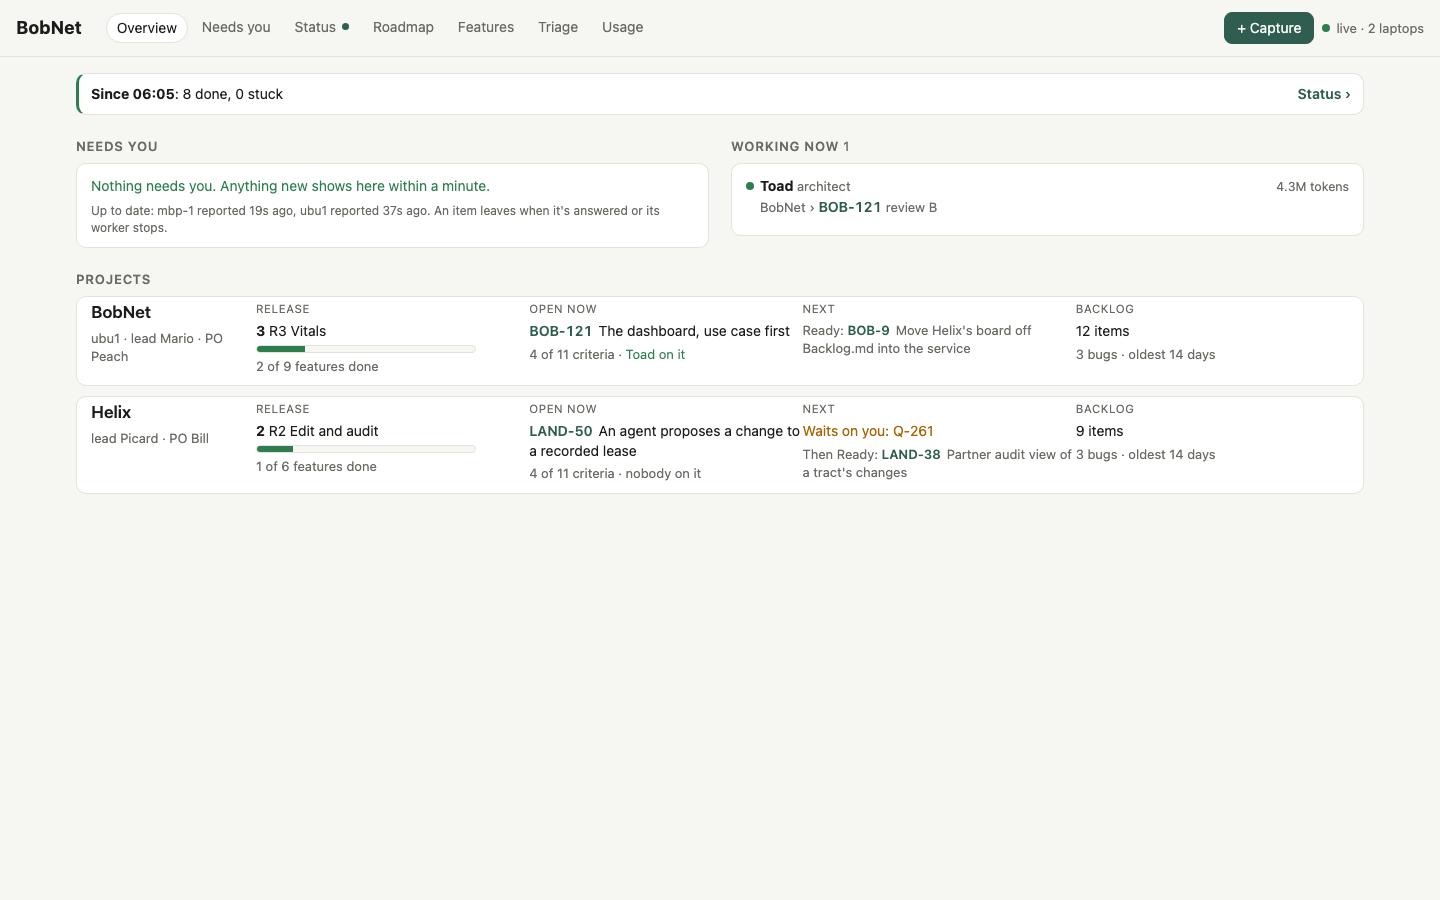 BobNet
Overview
Needs you
Status
Roadmap
Features
Triage
Usage
+ Capture
live · 2 laptops
Since 06:05: 8 done, 0 stuck
Status ›
NEEDS YOU
Nothing needs you. Anything new shows here within a minute.
Up to date: mbp-1 reported 19s ago, ubu1 reported 37s ago. An item leaves when it's answered or its
worker stops.
WORKING NOW 1
Toad architect
4.3M tokens
BobNet › BOB-121 review B
PROJECTS
BobNet
ubu1 · lead Mario · PO
Peach
RELEASE
3 R3 Vitals
2 of 9 features done
OPEN NOW
BOB-121 The dashboard, use case first
4 of 11 criteria · Toad on it
NEXT
Ready: BOB-9 Move Helix's board off
Backlog.md into the service
BACKLOG
12 items
3 bugs · oldest 14 days
Helix
lead Picard · PO Bill
RELEASE
2 R2 Edit and audit
1 of 6 features done
OPEN NOW
LAND-50 An agent proposes a change to
a recorded lease
4 of 11 criteria · nobody on it
NEXT
Waits on you: Q-261
Then Ready: LAND-38 Partner audit view of
a tract's changes
BACKLOG
9 items
3 bugs · oldest 14 days